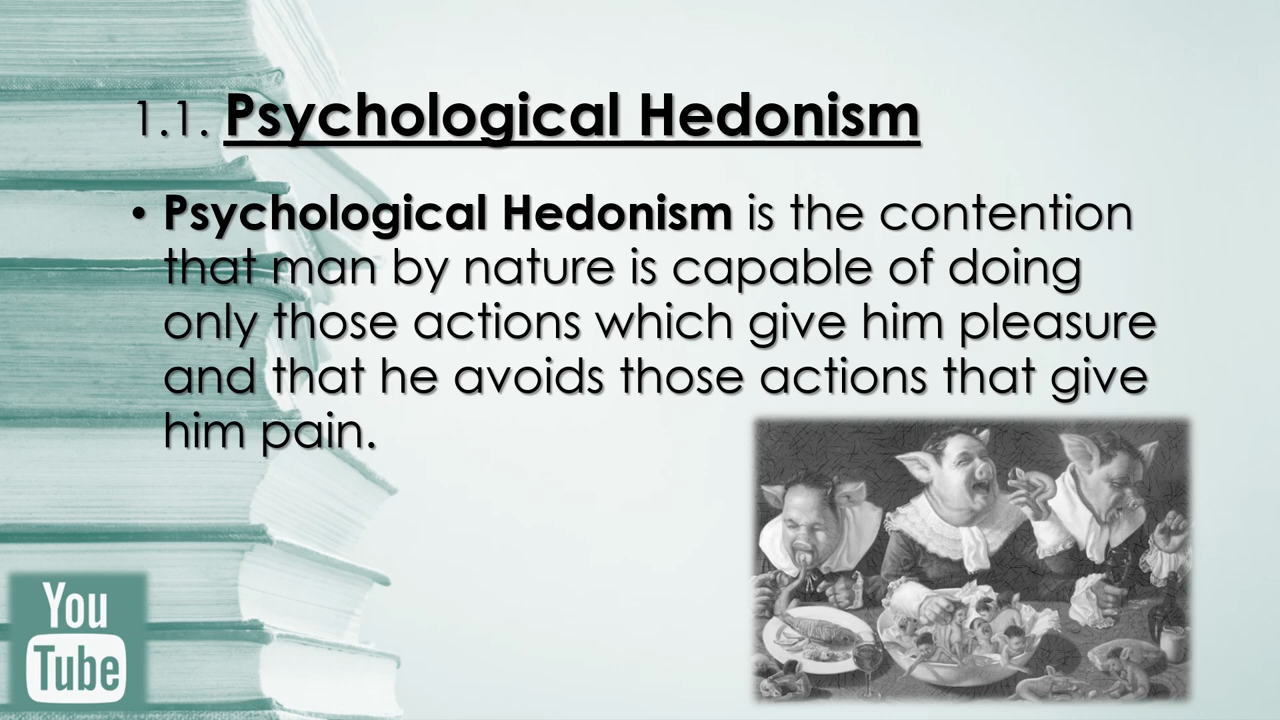 1.1. Psychological Hedonism
• Psychological Hedonism is the contention
that man by nature is capable of doing
only those actions which give him pleasure
and that he avoids those actions that give
him pain.
You
Tube